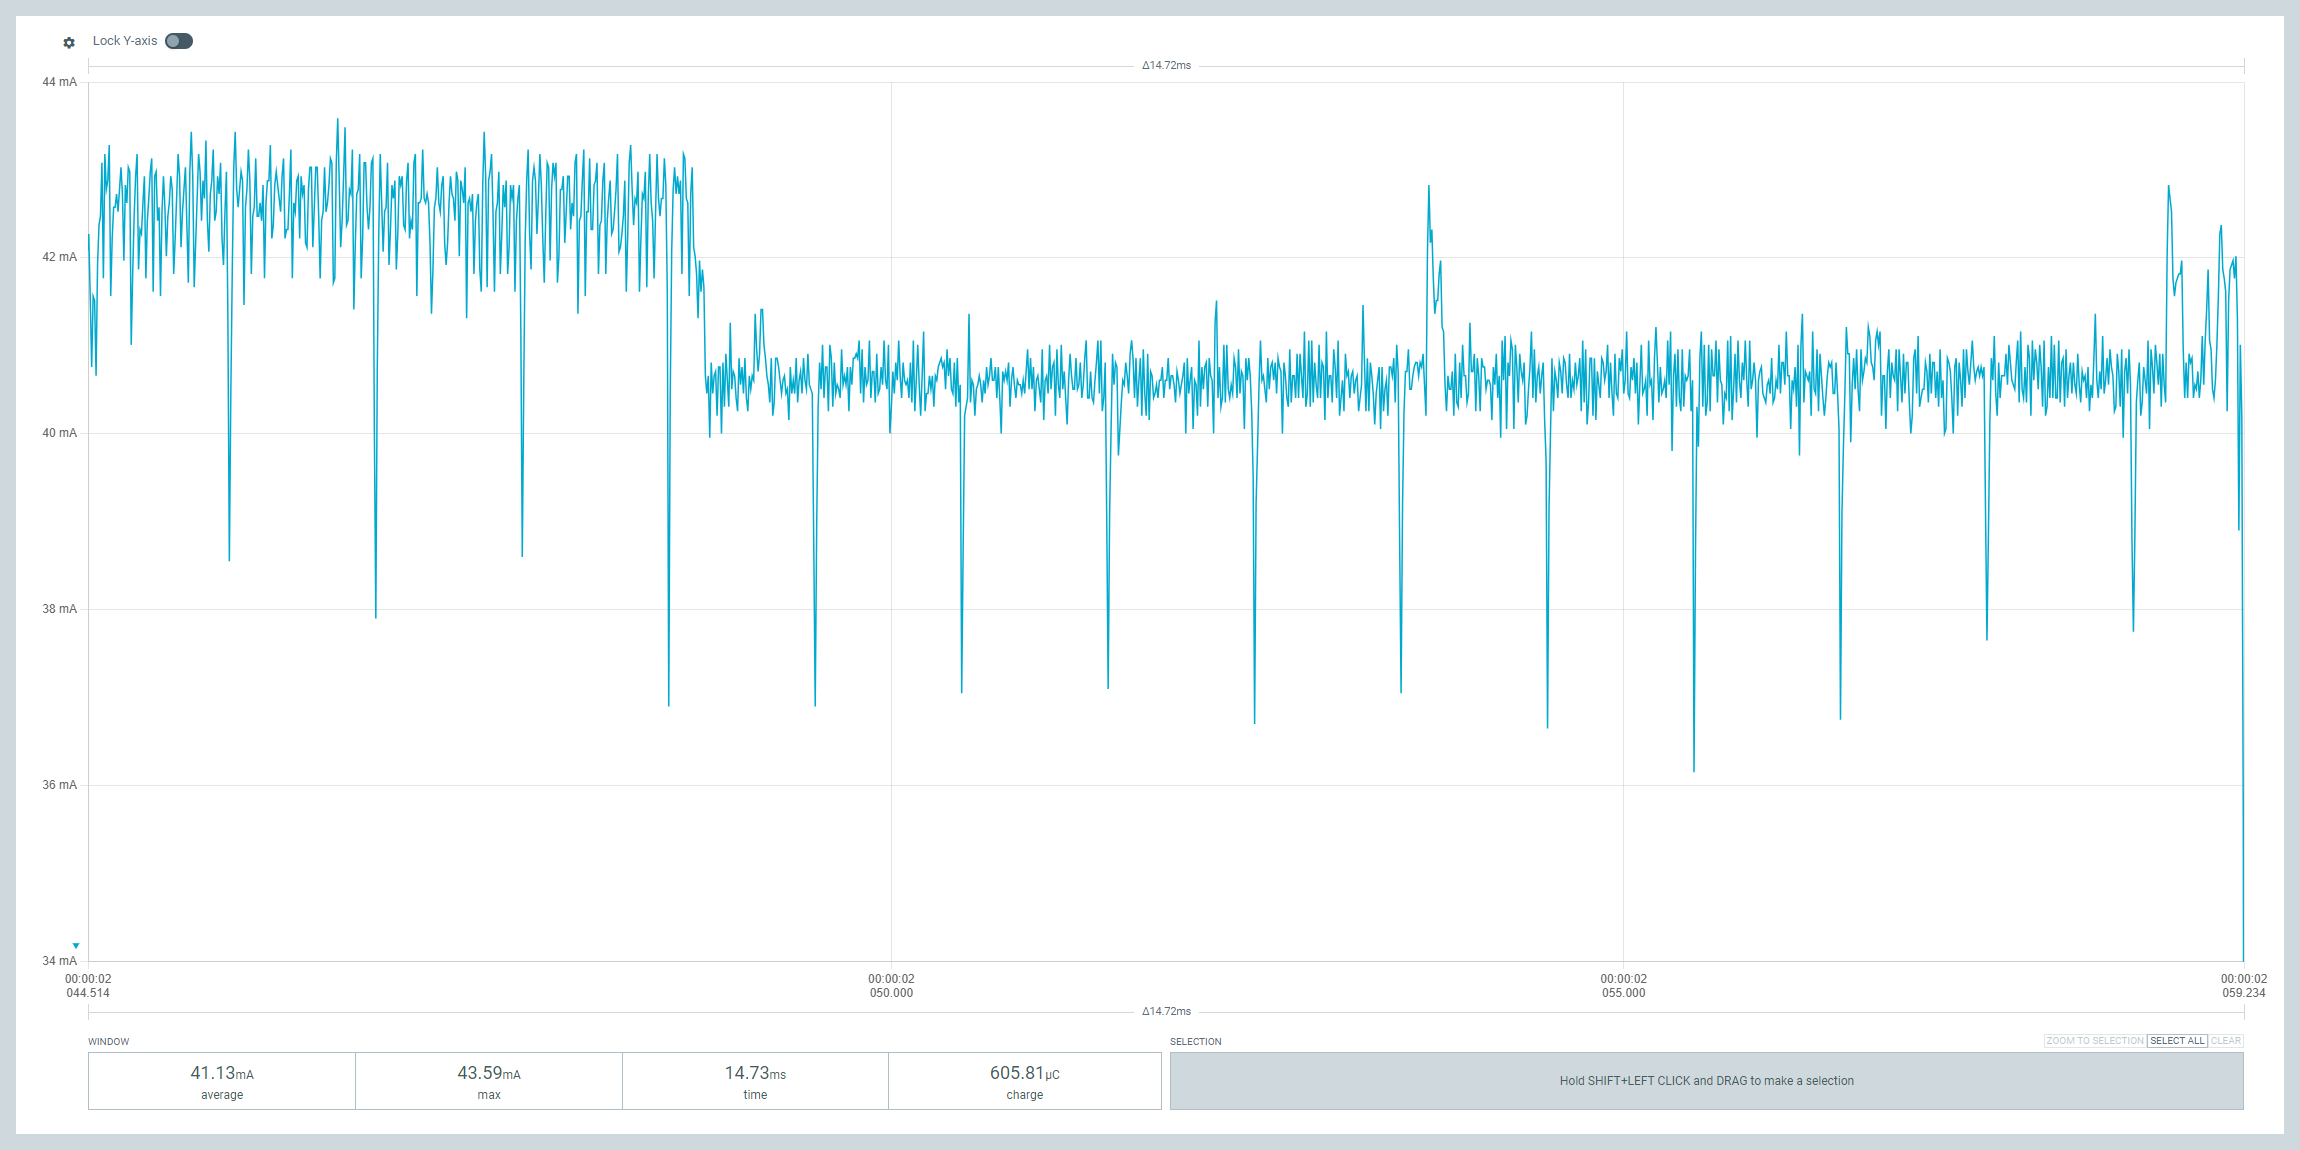 Lock Y-axis
Δ14.72ms
44 mA
42 mA
40 mA
38 mA
36 mA
34 mA
00:00:02 00:00:02 00:00:02 00:00:02
044.514 050.000 055.000 059.234
Δ14.72ms
WINDOW SELECTION ZOOM TO SELECTION SELECT ALL CLEAR
41.13mA 43.59mA 14.73ms 605.81μC
average max time charge
Hold SHIFT+LEFT CLICK and DRAG to make a selection